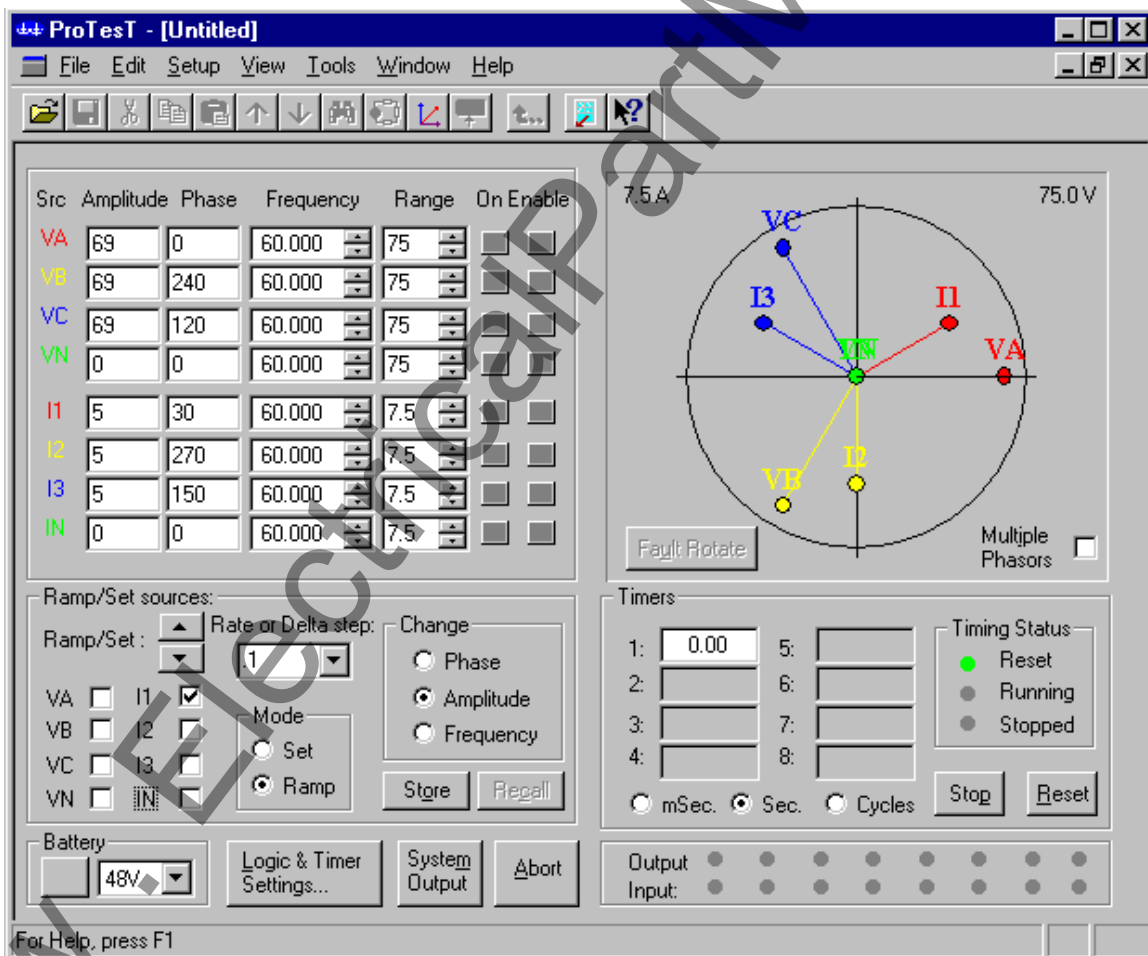 ProTesT - [Untitled]
File Edit Setup View Tools Window Help
Src Amplitude Phase Frequency Range On Enable
VA 69 0 60.000 75
VB 69 240 60.000 75
VC 69 120 60.000 75
VN 0 0 60.000 75
I1 5 30 60.000 7.5
I2 5 270 60.000 7.5
I3 5 150 60.000 7.5
IN 0 0 60.000 7.5
7.5 A 75.0 V
VC
I3 I1
VN VA
I2
VB
Fault Rotate
Multiple
Phasors
Ramp/Set sources:
Ramp/Set :
Rate or Delta step:
.1
VA I1
VB I2
VC I3
VN IN
Mode
Set
Ramp
Change
Phase
Amplitude
Frequency
Store Recall
Timers
1: 0.00 5:
2: 6:
3: 7:
4: 8:
Timing Status
Reset
Running
Stopped
mSec. Sec. Cycles
Stop Reset
Battery
48V
Logic & Timer
Settings...
System
Output
Abort
Output
Input:
For Help, press F1
ElectricalPartM